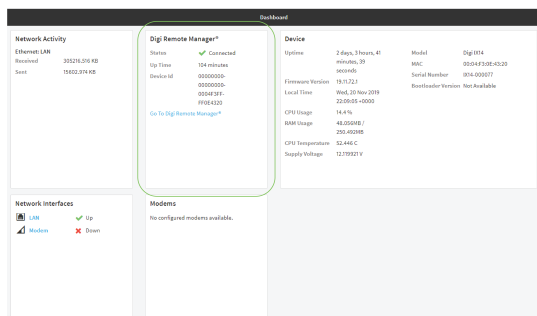 Dashboard
Network Activity
Ethernet: LAN
Received 305216.516 KB
Sent 15602.974 KB
Digi Remote Manager®
Status Connected
Up Time 104 minutes
Device Id 00000000-
00000000-
0004F3FF-
FF0E4320
Go To Digi Remote Manager®
Device
Uptime 2 days, 3 hours, 41
minutes, 39
seconds
Firmware Version 19.11.72.1
Local Time Wed, 20 Nov 2019
22:09:05 +0000
CPU Usage 14.4 %
RAM Usage 48.056MB /
250.492MB
CPU Temperature 52.446 C
Supply Voltage 12.119921 V
Model Digi IX14
MAC 00:04:F3:0E:43:20
Serial Number IX14-000077
Bootloader Version Not Available
Network Interfaces
LAN Up
Modem Down
Modems
No configured modems available.